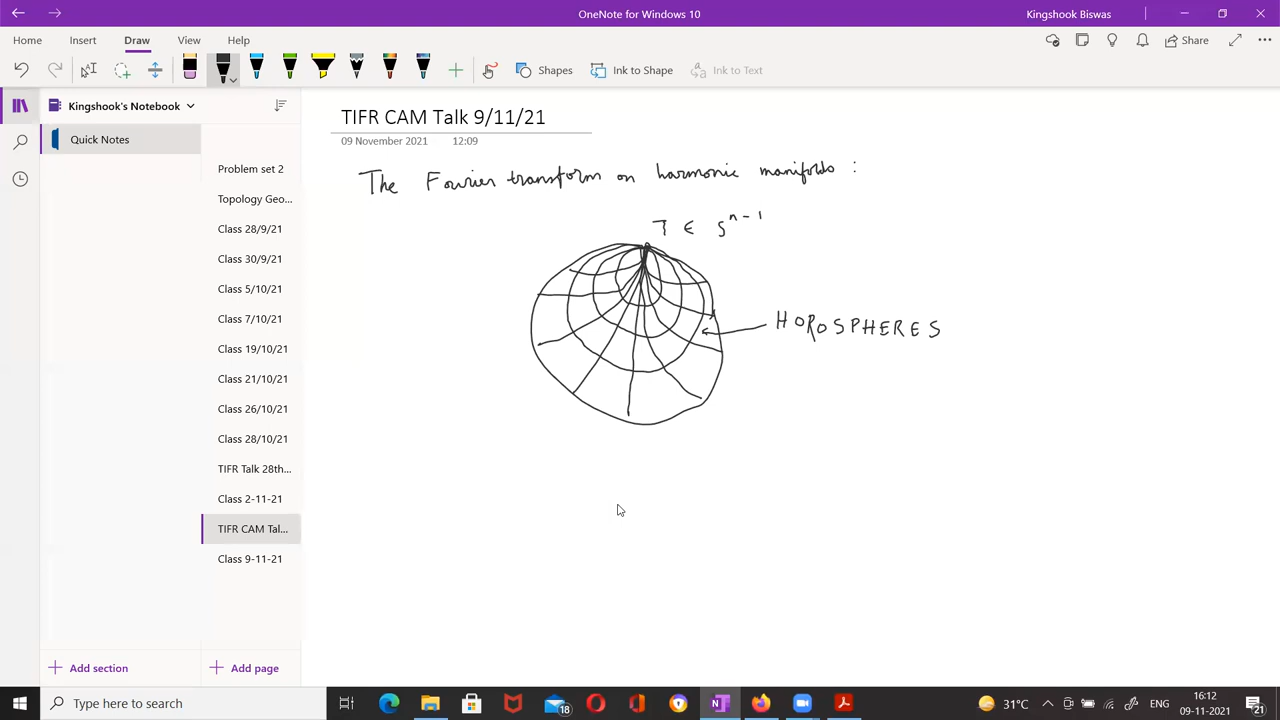 OneNote for Windows 10
Kingshook Biswas
Home Insert Draw View Help
Share
Shapes
Ink to Shape
Ink to Text
Kingshook's Notebook
Quick Notes
Problem set 2
Topology Geo...
Class 28/9/21
Class 30/9/21
Class 5/10/21
Class 7/10/21
Class 19/10/21
Class 21/10/21
Class 26/10/21
Class 28/10/21
TIFR Talk 28th...
Class 2-11-21
TIFR CAM Tal...
Class 9-11-21
Add section
Add page
TIFR CAM Talk 9/11/21
09 November 2021 12:09
The Fourier transform on harmonic manifolds :
∈ S^{n-1}
HOROSPHERES
Type here to search
18
31°C
16:12
09-11-2021
21